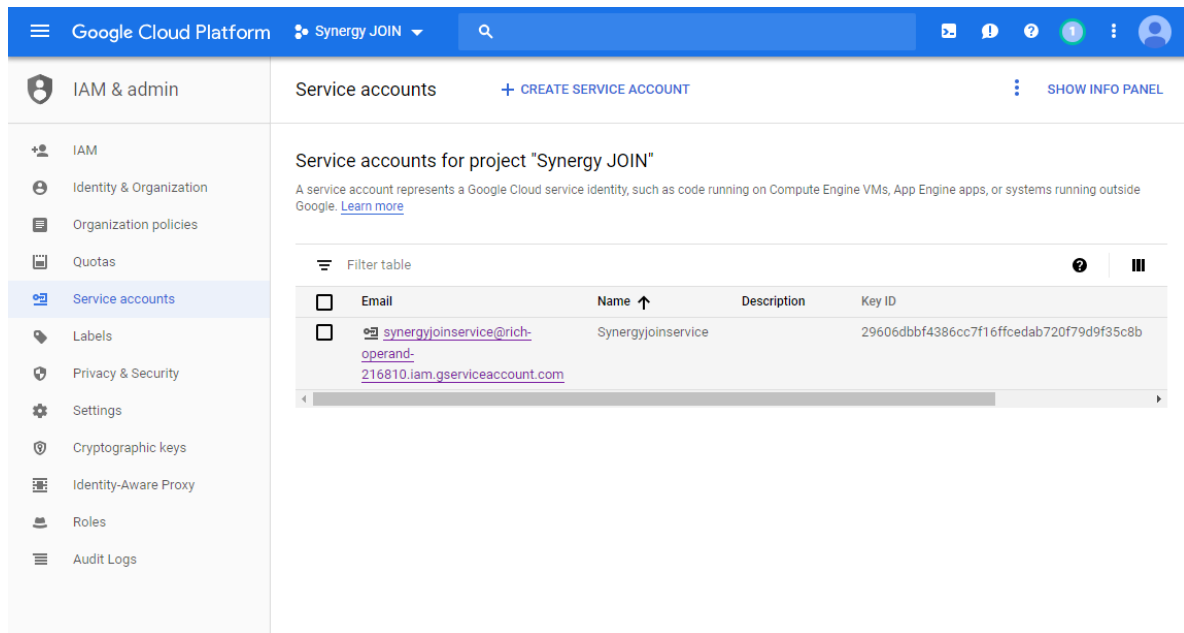 Google Cloud Platform Synergy JOIN
1
IAM & admin
Service accounts CREATE SERVICE ACCOUNT SHOW INFO PANEL
IAM
Identity & Organization
Organization policies
Quotas
Service accounts
Labels
Privacy & Security
Settings
Cryptographic keys
Identity-Aware Proxy
Roles
Audit Logs
Service accounts for project "Synergy JOIN"
A service account represents a Google Cloud service identity, such as code running on Compute Engine VMs, App Engine apps, or systems running outside
Google. Learn more
Filter table
Email Name Description Key ID
synergyjoinservice@rich- Synergyjoinservice 29606dbbf4386cc7f16ffcedab720f79d9f35c8b
operand-
216810.iam.gserviceaccount.com